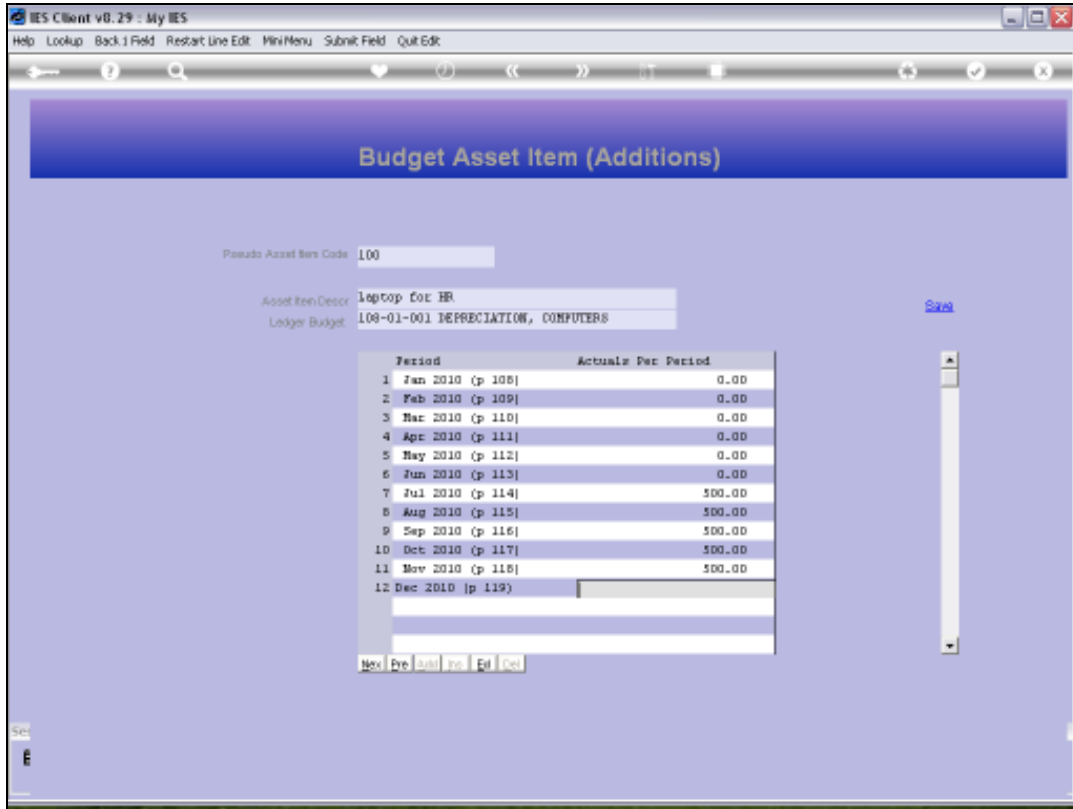 IES Client v8.29 : My IES
Help Lookup Back 1 Field Restart Line Edit Mini Menu Submit Field Quit Edit
Budget Asset Item (Additions)
Pseudo Asset Item Code 100
Asset Item Descr laptop for HR
Save
Ledger Budget 108-01-001 DEPRECIATION, COMPUTERS
Period Actuals Per Period
1 Jan 2010 (p 108) 0.00
2 Feb 2010 (p 109) 0.00
3 Mar 2010 (p 110) 0.00
4 Apr 2010 (p 111) 0.00
5 May 2010 (p 112) 0.00
6 Jun 2010 (p 113) 0.00
7 Jul 2010 (p 114) 500.00
8 Aug 2010 (p 115) 500.00
9 Sep 2010 (p 116) 500.00
10 Oct 2010 (p 117) 500.00
11 Nov 2010 (p 118) 500.00
12 Dec 2010 (p 119)
Nex Pre Add Ins Ed Del